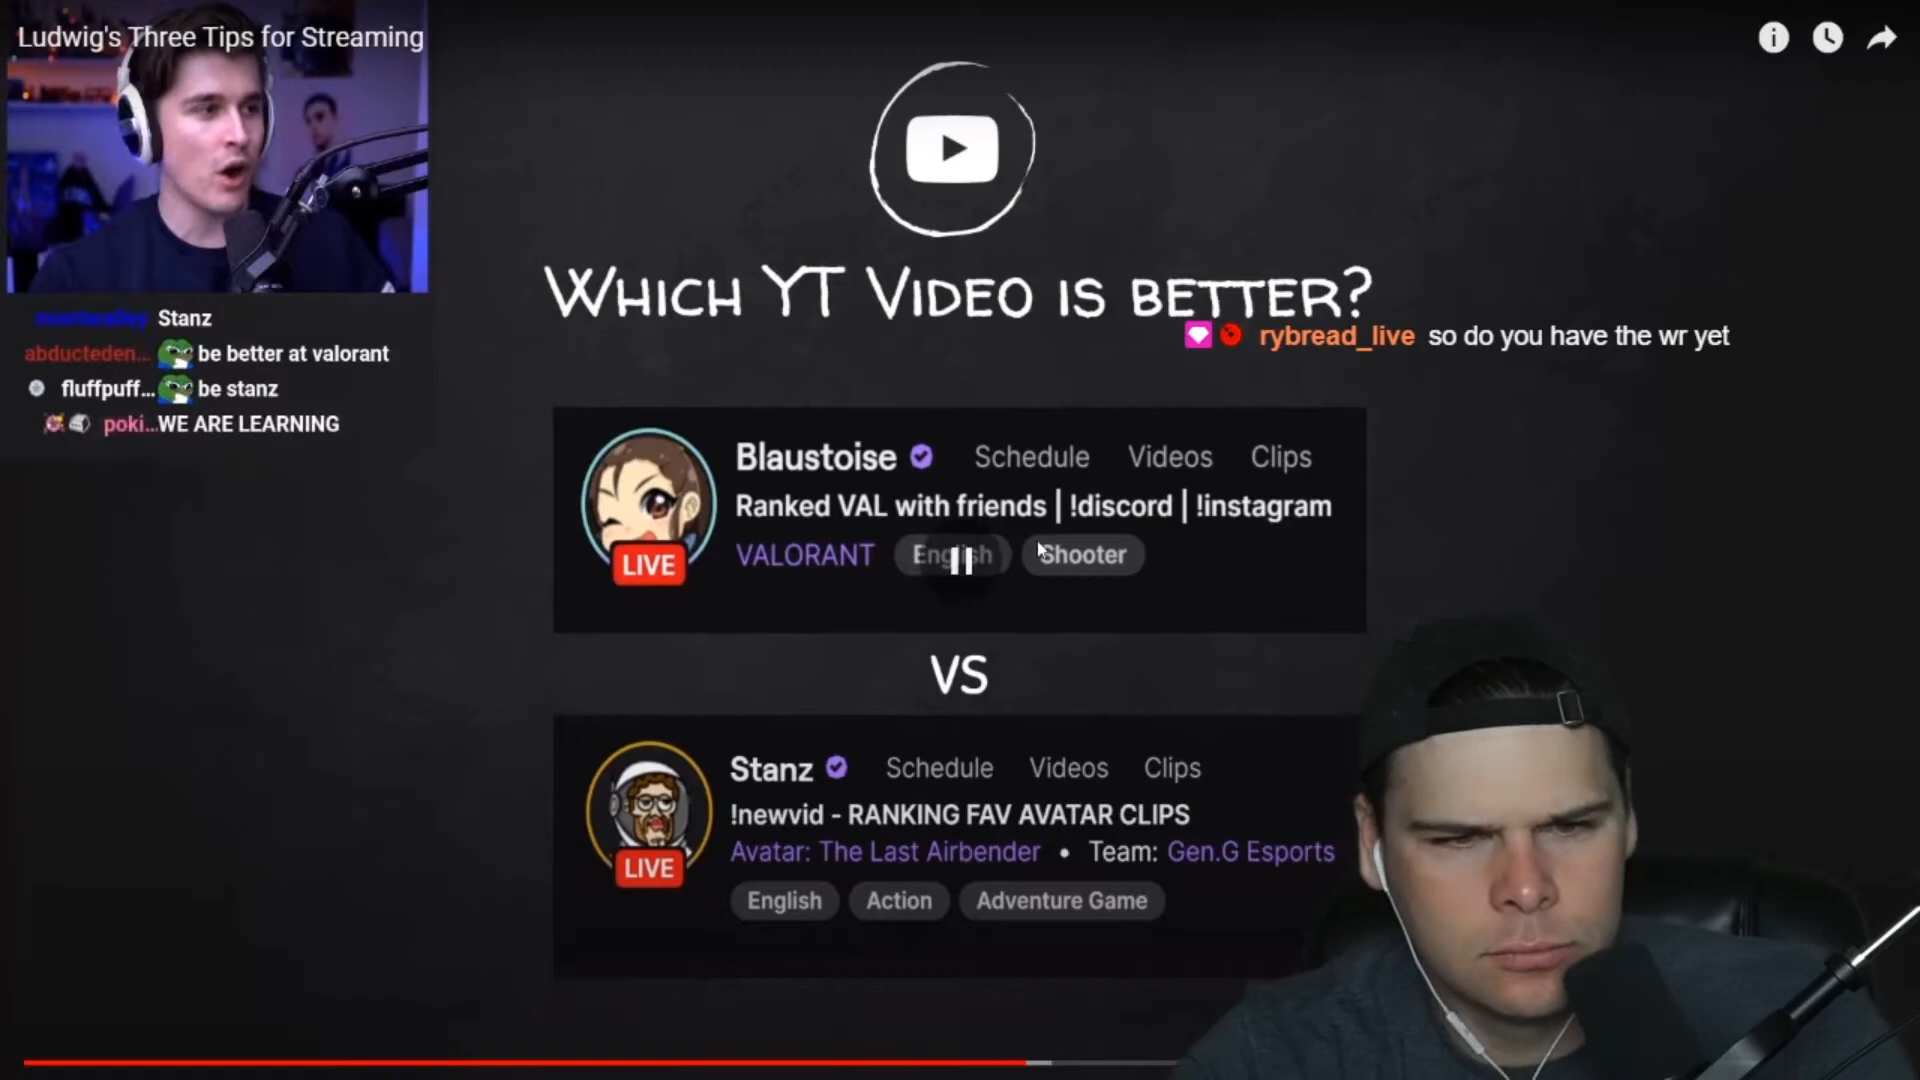 Ludwig's Three Tips for Streaming
WHICH YT VIDEO IS BETTER?
Stanz
abducteden... be better at valorant
fluffpuff... be stanz
poki...WE ARE LEARNING
rybread_live so do you have the wr yet
Blaustoise Schedule Videos Clips
Ranked VAL with friends | !discord | !instagram
LIVE
VALORANT English Shooter
VS
Stanz Schedule Videos Clips
!newvid - RANKING FAV AVATAR CLIPS
Avatar: The Last Airbender • Team: Gen.G Esports
LIVE
English Action Adventure Game